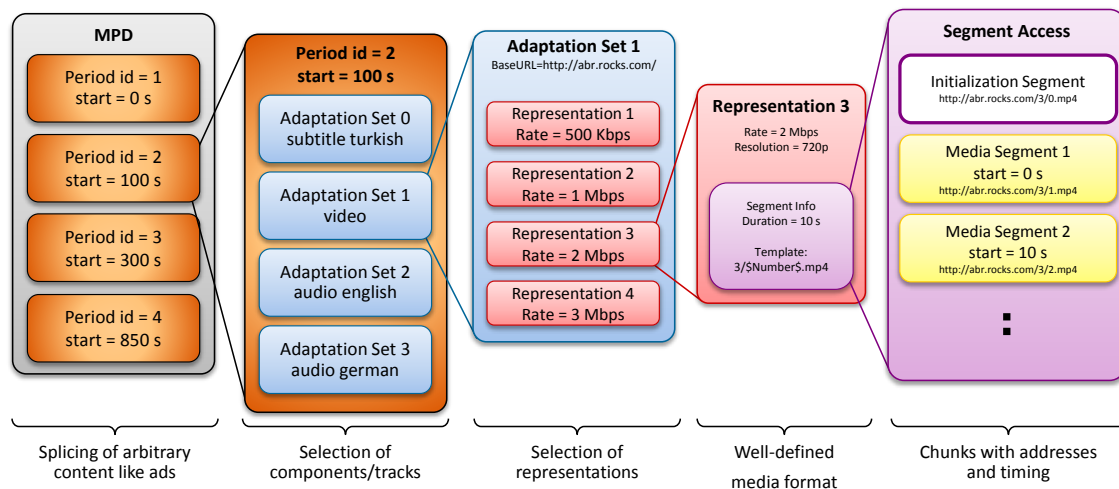 MPD
Period id = 1
start = 0 s
Period id = 2
start = 100 s
Period id = 3
start = 300 s
Period id = 4
start = 850 s
Splicing of arbitrary
content like ads
Period id = 2
start = 100 s
Adaptation Set 0
subtitle turkish
Adaptation Set 1
video
Adaptation Set 2
audio english
Adaptation Set 3
audio german
Selection of
components/tracks
Adaptation Set 1
BaseURL=http://abr.rocks.com/
Representation 1
Rate = 500 Kbps
Representation 2
Rate = 1 Mbps
Representation 3
Rate = 2 Mbps
Representation 4
Rate = 3 Mbps
Selection of
representations
Representation 3
Rate = 2 Mbps
Resolution = 720p
Segment Info
Duration = 10 s
Template:
3/$Number$.mp4
Well-defined
media format
Segment Access
Initialization Segment
http://abr.rocks.com/3/0.mp4
Media Segment 1
start = 0 s
http://abr.rocks.com/3/1.mp4
Media Segment 2
start = 10 s
http://abr.rocks.com/3/2.mp4
:
Chunks with addresses
and timing